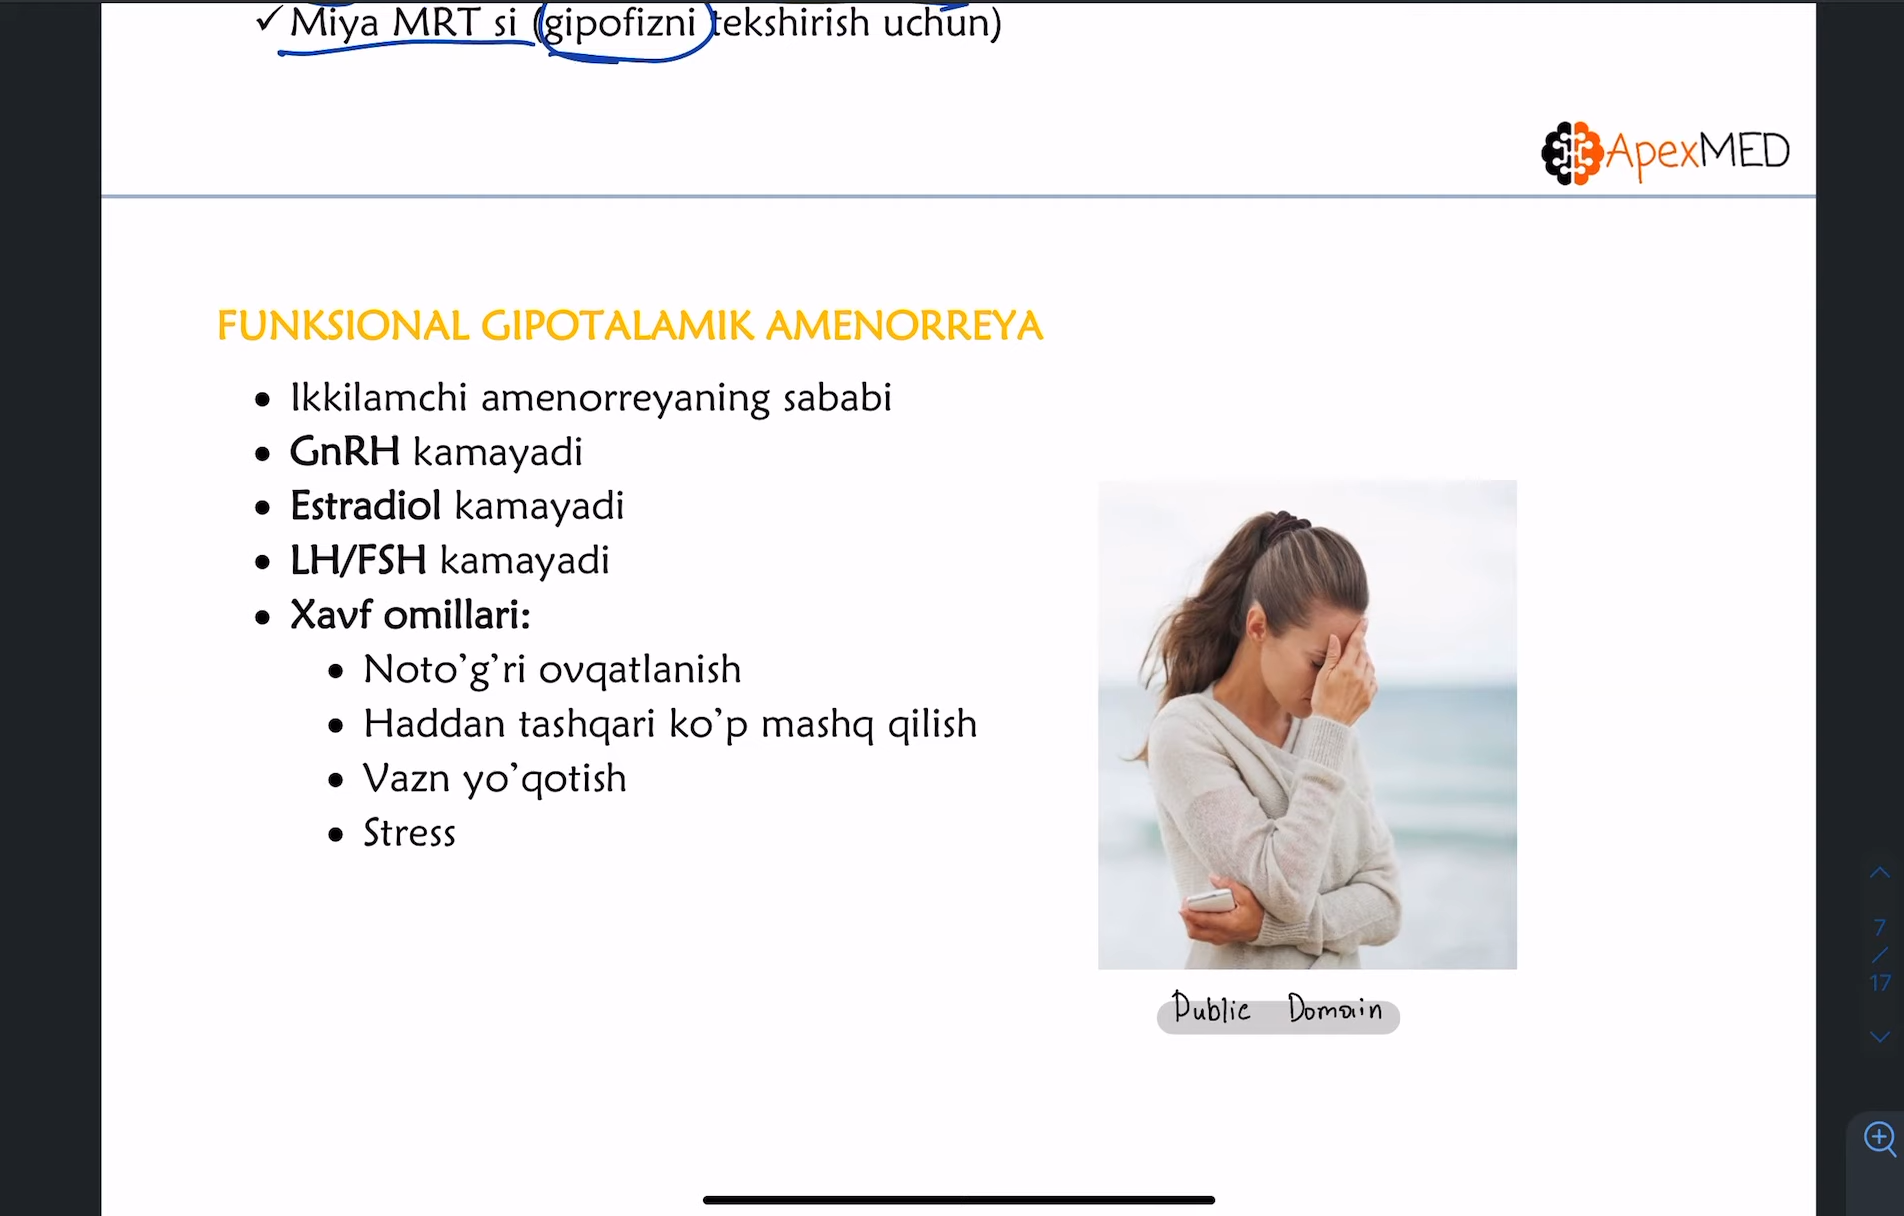 ✓ Miya MRT si (gipofizni tekshirish uchun)
ApexMED
FUNKSIONAL GIPOTALAMIK AMENORREYA
• Ikkilamchi amenorreyaning sababi
• GnRH kamayadi
• Estradiol kamayadi
• LH/FSH kamayadi
• Xavf omillari:
• Noto’g’ri ovqatlanish
• Haddan tashqari ko’p mashq qilish
• Vazn yo’qotish
• Stress
Public Domain
7
/
17